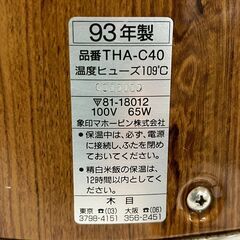 93年製
品番THA-C40
温度ヒューズ109℃
▽81-18012
100V 65W
象印マホービン株式会社
●保温中は、必ず、電源
に接続し、ふたを閉め
ておいてください。
●精白米飯の保温は、
12時間以内としてくだ
さい。
木目
東京 ☎(03) 大阪 ☎(06)
3798-4151 356-2451